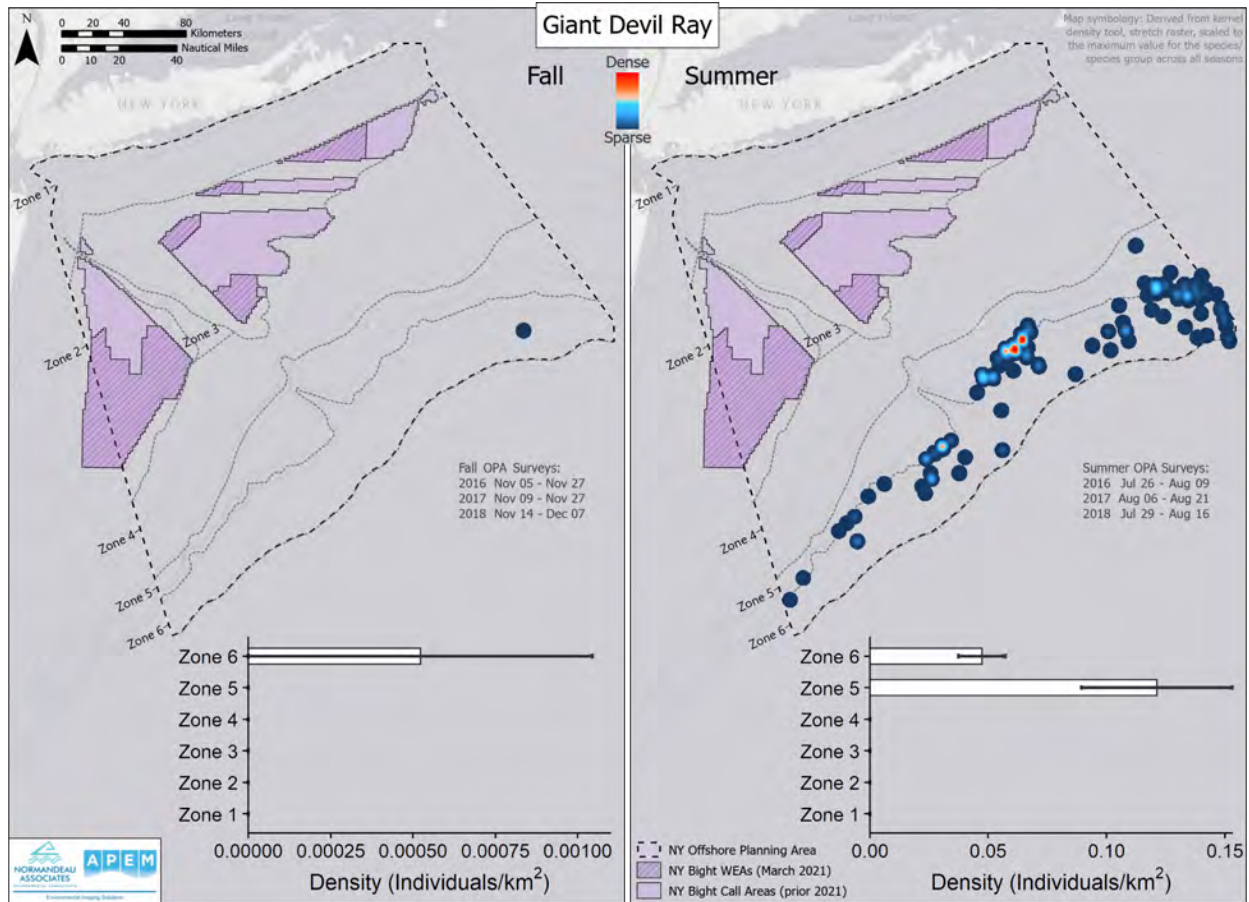 Giant Devil Ray
N
0 20 40 80
Kilometers
Nautical Miles
0 10 20 40
Fall
Dense
Sparse
Summer
Map symbology: Derived from kernel
density tool, stretch raster, scaled to
the maximum value for the species/
species group across all seasons
NEW YORK
Zone 1
Zone 2
Zone 3
Zone 4
Zone 5
Zone 6
Fall OPA Surveys:
2016 Nov 05 - Nov 27
2017 Nov 09 - Nov 27
2018 Nov 14 - Dec 07
Zone 6
Zone 5
Zone 4
Zone 3
Zone 2
Zone 1
0.00000 0.00025 0.00050 0.00075 0.00100
Density (Individuals/km²)
NORMANDEAU
ASSOCIATES
ENVIRONMENTAL CONSULTANTS
APEM
Environmental Imaging Solutions
Long Island
NEW YORK
Zone 1
Zone 2
Zone 3
Zone 4
Zone 5
Zone 6
Summer OPA Surveys:
2016 Jul 26 - Aug 09
2017 Aug 06 - Aug 21
2018 Jul 29 - Aug 16
Zone 6
Zone 5
Zone 4
Zone 3
Zone 2
Zone 1
0.00 0.05 0.10 0.15
Density (Individuals/km²)
NY Offshore Planning Area
NY Bight WEAs (March 2021)
NY Bight Call Areas (prior 2021)